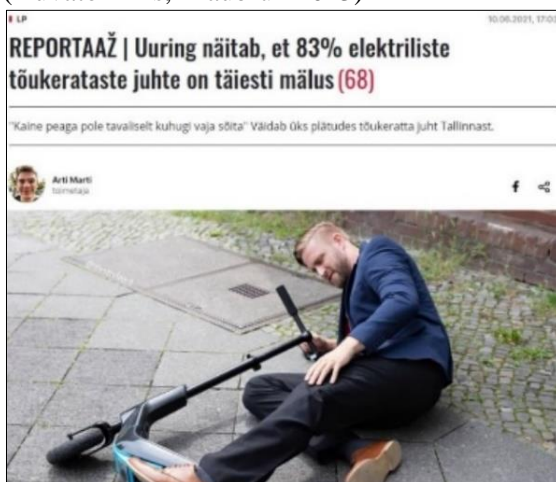 LP
10.06.2021, 17:03
REPORTAAŽ | Uuring näitab, et 83% elektriliste
tõukerataste juhte on täiesti mälus (68)
"Kaine peaga pole tavaliselt kuhugi vaja sõita" Väidab üks plätudes tõukeratta juht Tallinnast.
Arti Marti
toimetaja